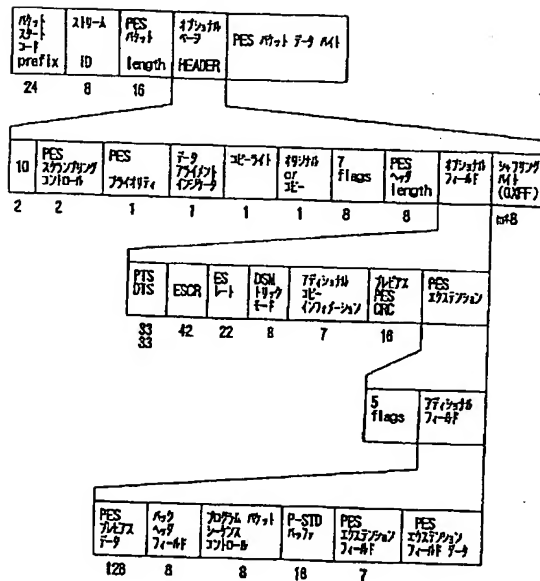 パケット
スタート
コード
prefix
ストリーム
ID
PES
パケット
length
オプショナル
HEADER
PES パケット データ バイト
24
8
16
10
PES
スクランブリング
コントロール
PES
プライオリティ
データ
アライメント
インジケータ
コピーライト
オリジナル
or
コピー
7
flags
PES
ヘッダ
length
オプショナル
フィールド
バイト
(0XFF)
2
2
1
1
1
1
8
8
PTS
DTS
ESCR
ES
レート
DSM
トリック
モード
アディショナル
コピー
インフォメーション
プレビアス
PES
CRC
PES
エクステンション
33
33
42
22
8
7
16
5
flags
アディショナル
フィールド
PES
プレビアス
データ
パック
ヘッダ
フィールド
プログラム パケット
シーケンス
コントロール
P-STD
バッファ
PES
エクステンション
フィールド
PES
エクステンション
フィールド データ
128
8
8
16
7